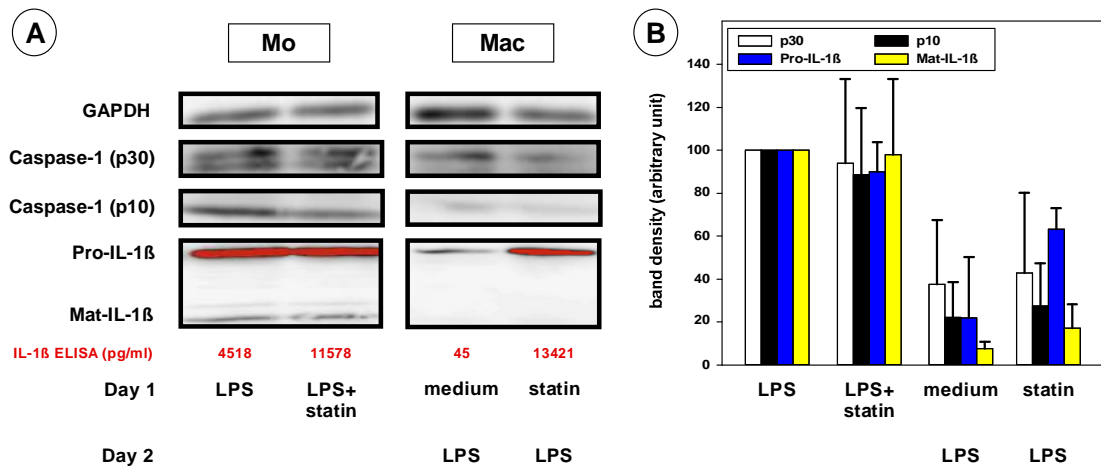 A
Mo
Mac
GAPDH
Caspase-1 (p30)
Caspase-1 (p10)
Pro-IL-1ß
Mat-IL-1ß
IL-1ß ELISA (pg/ml) 4518 11578 45 13421
Day 1 LPS LPS+ statin medium statin
Day 2 LPS LPS
B
p30 p10
Pro-IL-1ß Mat-IL-1ß
band density (arbitrary unit)
140
120
100
80
60
40
20
0
LPS LPS+ statin medium statin
LPS LPS